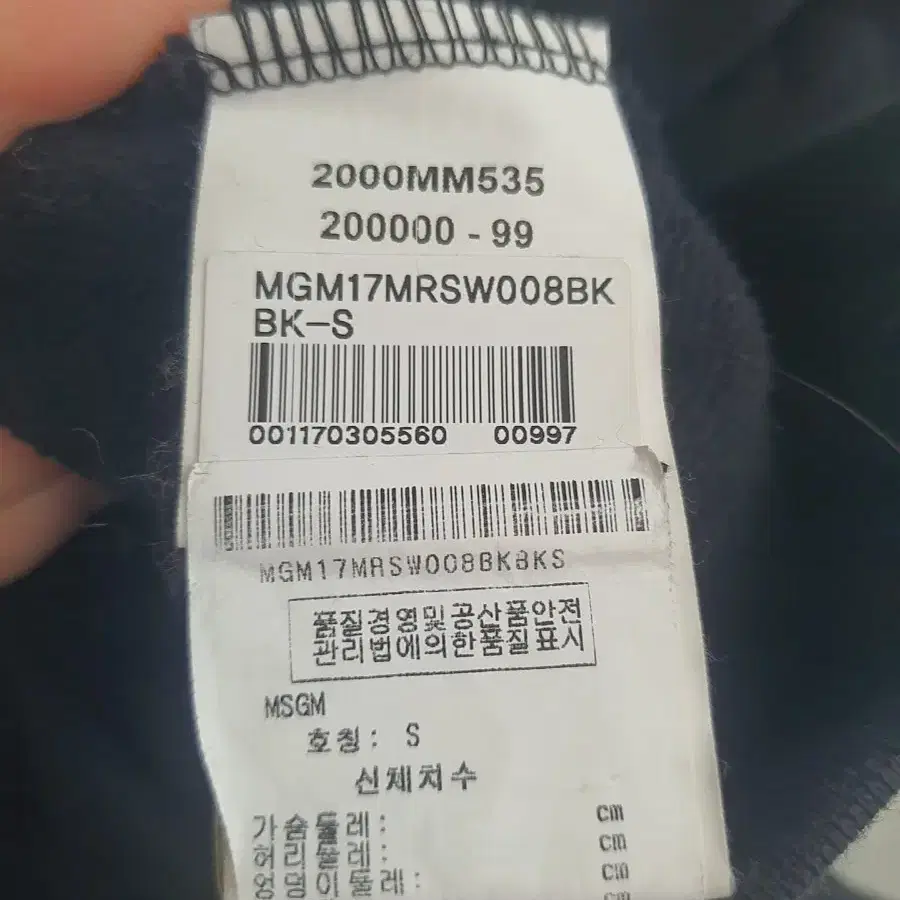 2000MM535
200000 - 99
MGM17MRSW008BK
BK-S
001170305560 00997
MGM17MRSW008BKBKS
품질경영및공산품안전
관리법에의한품질표시
MSGM
호칭: S
신체치수
가슴둘레: cm
허리둘레: cm
엉덩이둘레: cm
cm